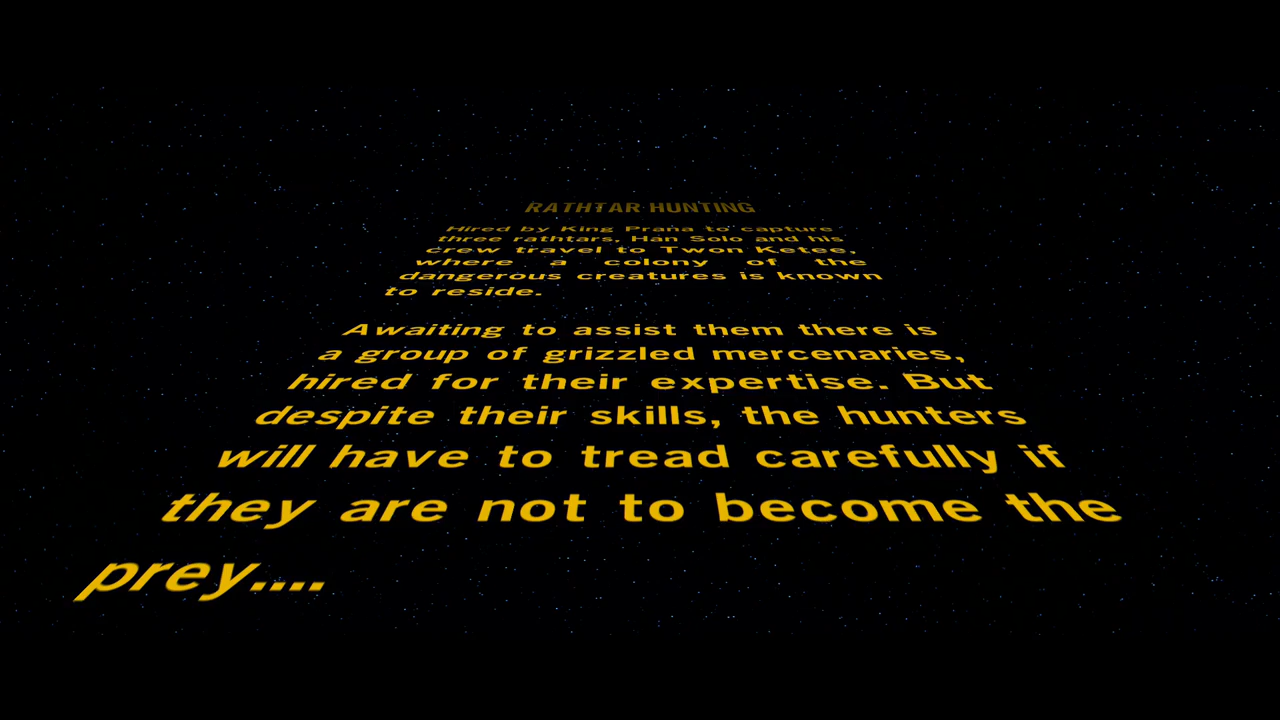 RATHTAR HUNTING
Hired by King Prana to capture
three rathtars, Han Solo and his
crew travel to Twon Ketee,
where a colony of the
dangerous creatures is known
to reside.
Awaiting to assist them there is
a group of grizzled mercenaries,
hired for their expertise. But
despite their skills, the hunters
will have to tread carefully if
they are not to become the
prey....